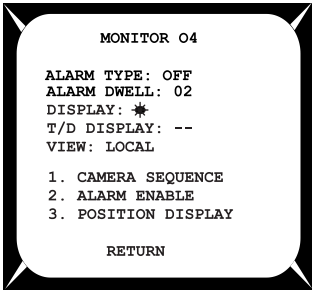 MONITOR 04
ALARM TYPE: OFF
ALARM DWELL: 02
DISPLAY:
T/D DISPLAY: --
VIEW: LOCAL
1. CAMERA SEQUENCE
2. ALARM ENABLE
3. POSITION DISPLAY
RETURN